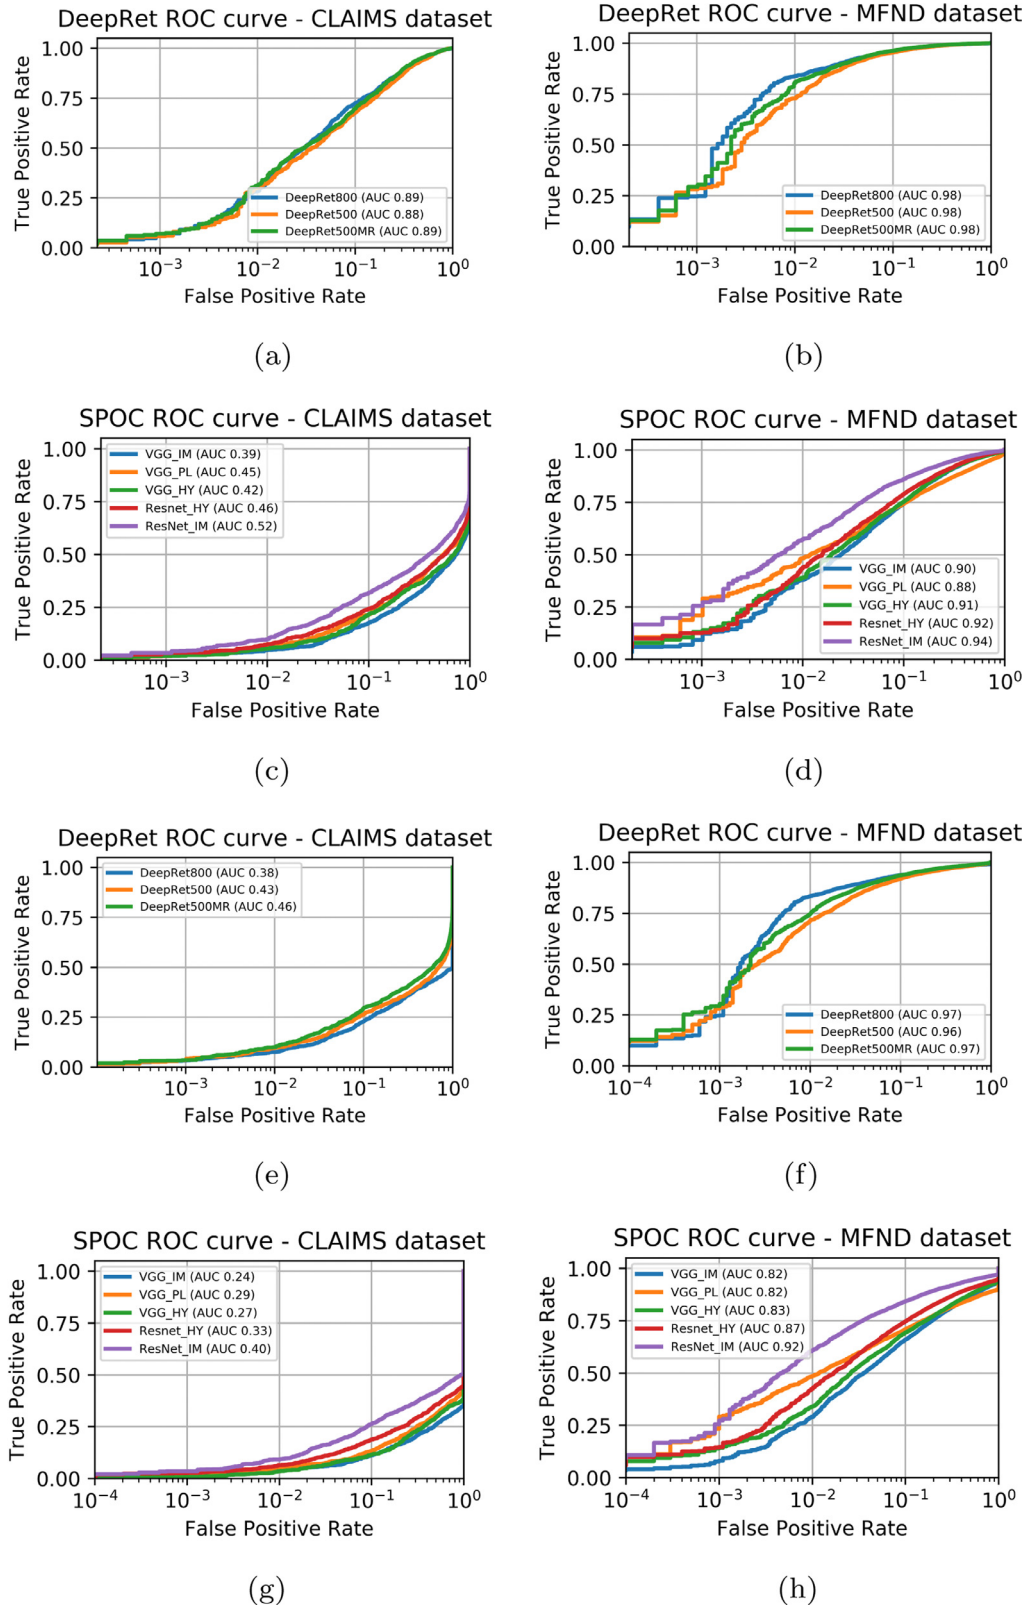 DeepRet ROC curve - CLAIMS dataset
True Positive Rate
1.00
0.75
0.50
0.25
0.00
DeepRet800 (AUC 0.89)
DeepRet500 (AUC 0.88)
DeepRet500MR (AUC 0.89)
10⁻³ 10⁻² 10⁻¹ 10⁰
False Positive Rate
(a)
DeepRet ROC curve - MFND dataset
True Positive Rate
1.00
0.75
0.50
0.25
0.00
DeepRet800 (AUC 0.98)
DeepRet500 (AUC 0.98)
DeepRet500MR (AUC 0.98)
10⁻³ 10⁻² 10⁻¹ 10⁰
False Positive Rate
(b)
SPOC ROC curve - CLAIMS dataset
True Positive Rate
1.00
0.75
0.50
0.25
0.00
VGG_IM (AUC 0.39)
VGG_PL (AUC 0.45)
VGG_HY (AUC 0.42)
Resnet_HY (AUC 0.46)
ResNet_IM (AUC 0.52)
10⁻³ 10⁻² 10⁻¹ 10⁰
False Positive Rate
(c)
SPOC ROC curve - MFND dataset
True Positive Rate
1.00
0.75
0.50
0.25
0.00
VGG_IM (AUC 0.90)
VGG_PL (AUC 0.88)
VGG_HY (AUC 0.91)
Resnet_HY (AUC 0.92)
ResNet_IM (AUC 0.94)
10⁻³ 10⁻² 10⁻¹ 10⁰
False Positive Rate
(d)
DeepRet ROC curve - CLAIMS dataset
True Positive Rate
1.00
0.75
0.50
0.25
0.00
DeepRet800 (AUC 0.38)
DeepRet500 (AUC 0.43)
DeepRet500MR (AUC 0.46)
10⁻³ 10⁻² 10⁻¹ 10⁰
False Positive Rate
(e)
DeepRet ROC curve - MFND dataset
True Positive Rate
1.00
0.75
0.50
0.25
0.00
DeepRet800 (AUC 0.97)
DeepRet500 (AUC 0.96)
DeepRet500MR (AUC 0.97)
10⁻⁴ 10⁻³ 10⁻² 10⁻¹ 10⁰
False Positive Rate
(f)
SPOC ROC curve - CLAIMS dataset
True Positive Rate
1.00
0.75
0.50
0.25
0.00
VGG_IM (AUC 0.24)
VGG_PL (AUC 0.29)
VGG_HY (AUC 0.27)
Resnet_HY (AUC 0.33)
ResNet_IM (AUC 0.40)
10⁻⁴ 10⁻³ 10⁻² 10⁻¹ 10⁰
False Positive Rate
(g)
SPOC ROC curve - MFND dataset
True Positive Rate
1.00
0.75
0.50
0.25
0.00
VGG_IM (AUC 0.82)
VGG_PL (AUC 0.82)
VGG_HY (AUC 0.83)
Resnet_HY (AUC 0.87)
ResNet_IM (AUC 0.92)
10⁻⁴ 10⁻³ 10⁻² 10⁻¹ 10⁰
False Positive Rate
(h)